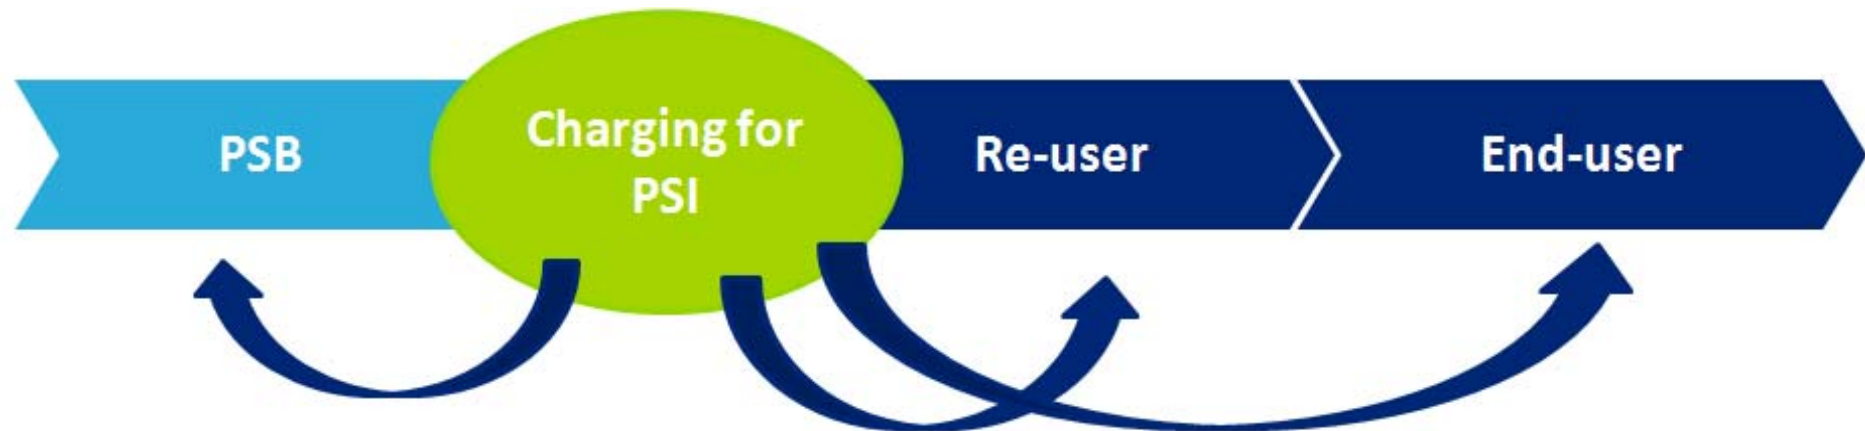 PSB
Charging for
PSI
Re-user
End-user